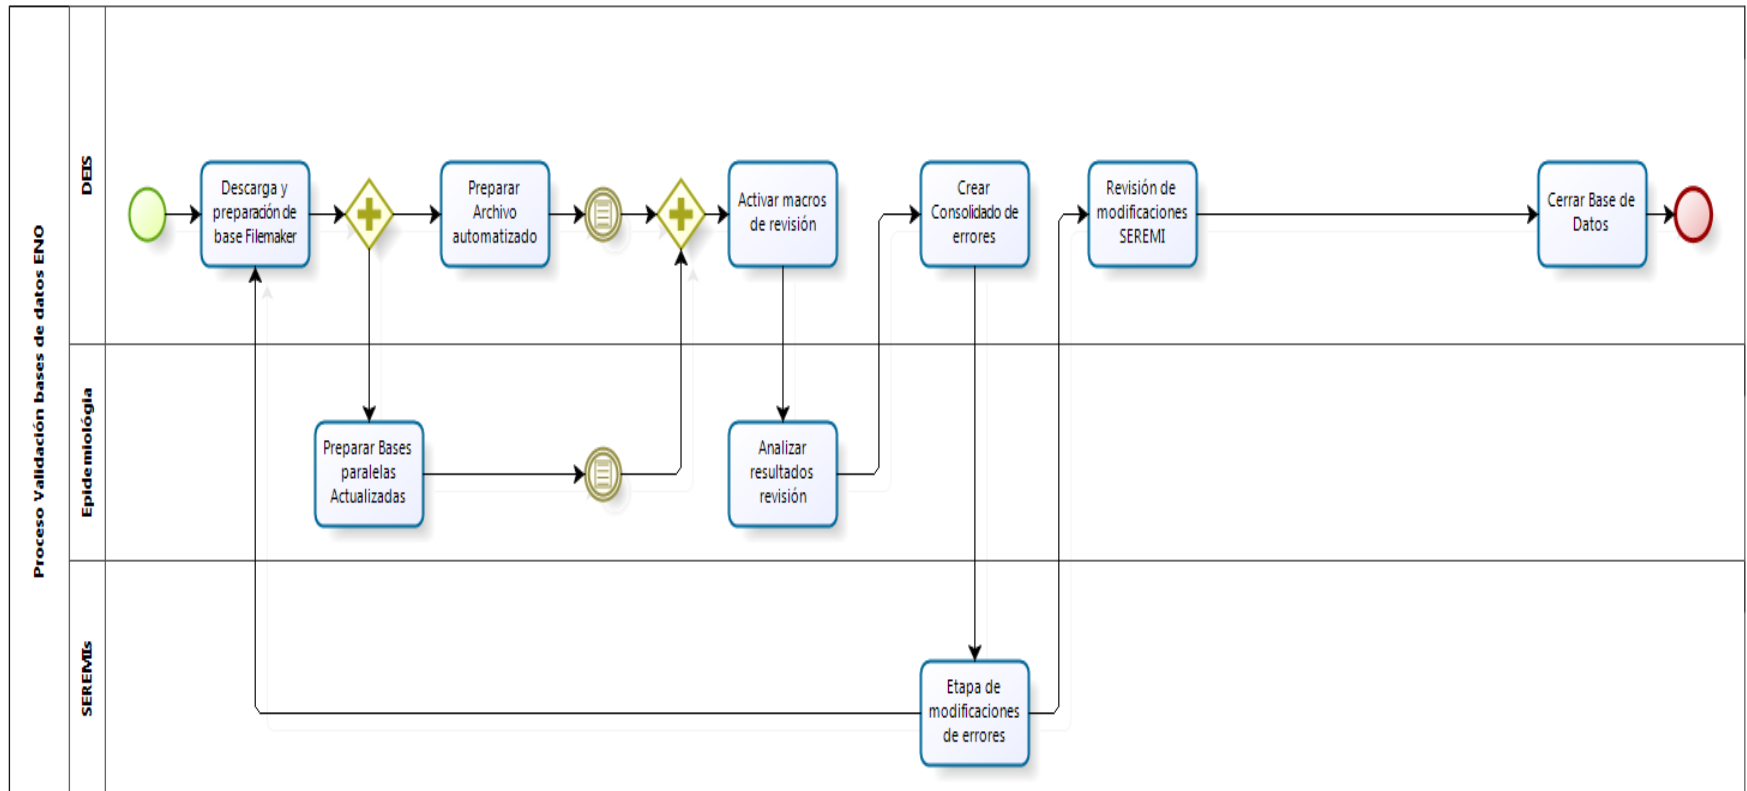 Proceso Validación bases de datos ENO
DEIS
Descarga y
preparación de
base Filemaker
Preparar
Archivo
automatizado
Activar macros
de revisión
Crear
Consolidado de
errores
Revisión de
modificaciones
SEREMI
Cerrar Base de
Datos
Epidemiológia
Preparar Bases
paralelas
Actualizadas
Analizar
resultados
revisión
SEREMIs
Etapa de
modificaciones
de errores